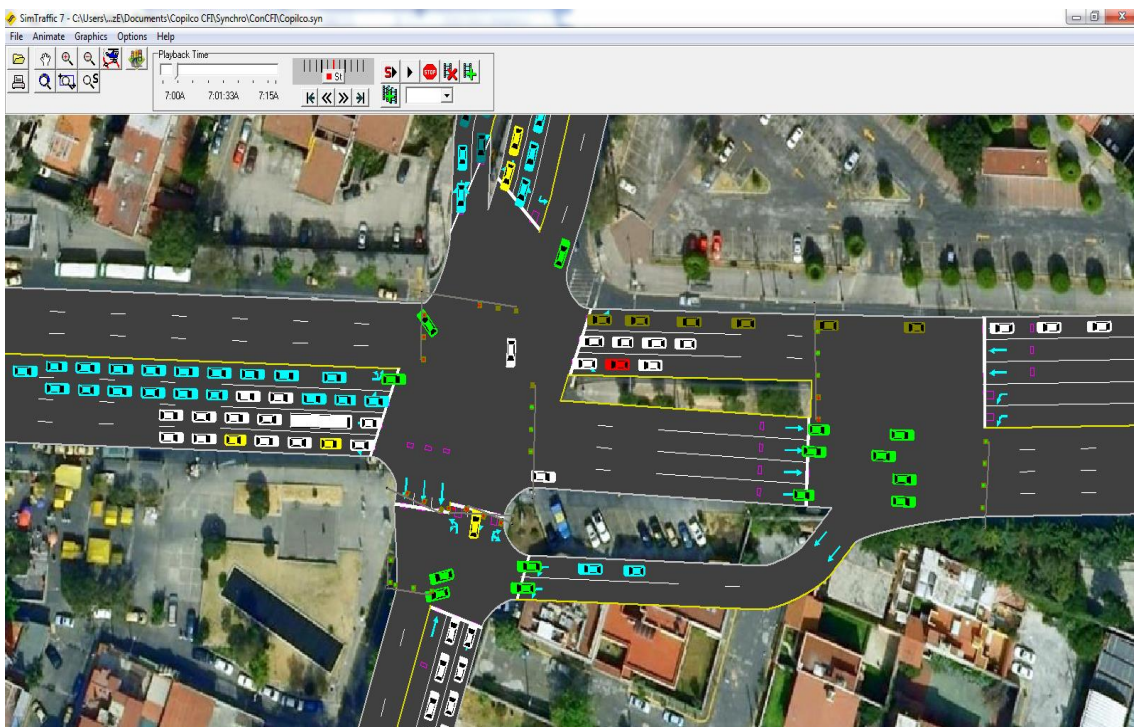 SimTraffic 7 - C:\Users\...zE\Documents\Copilco CFI\Synchro\ConCFI\Copilco.syn
File Animate Graphics Options Help
Playback Time
St
S
STOP
S
7:00A 7:01:33A 7:15A